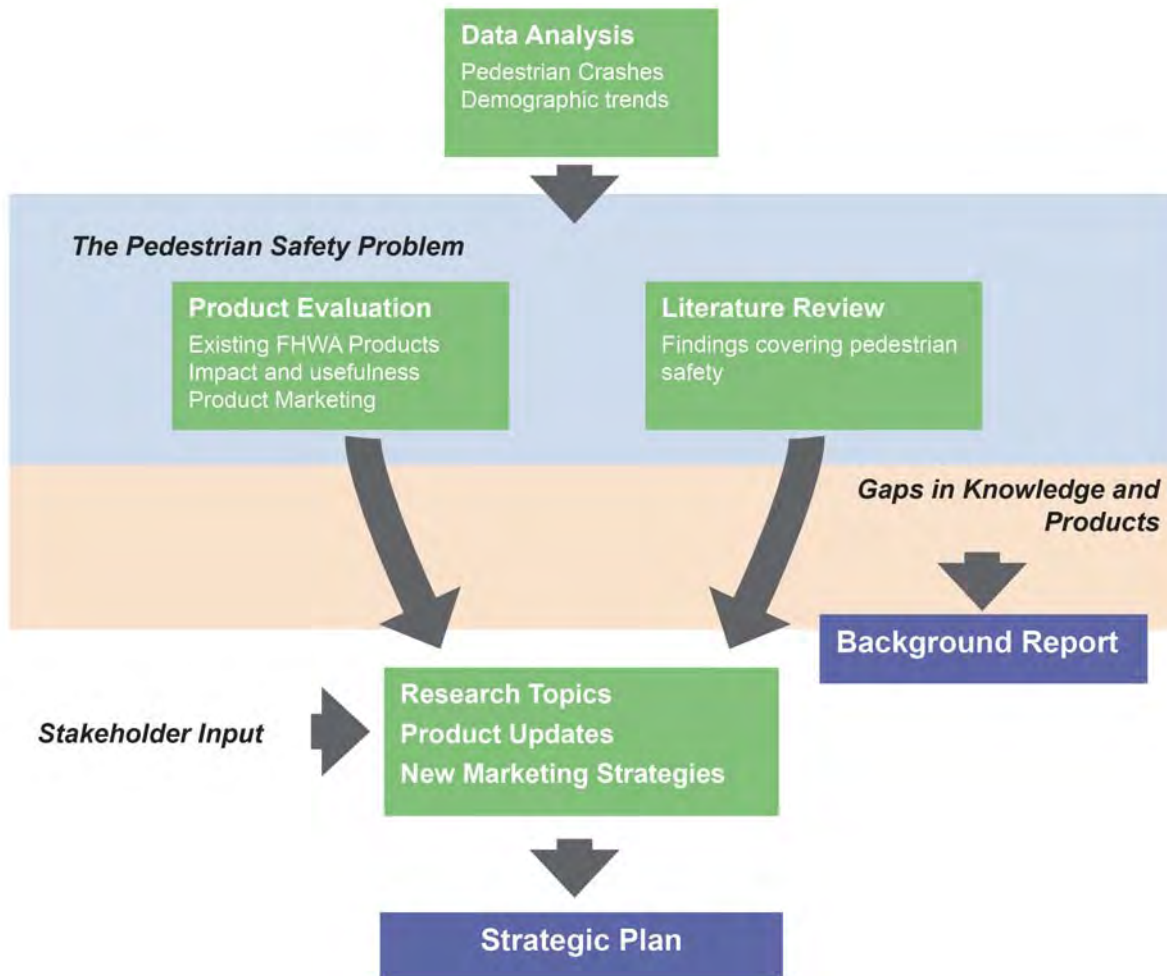 Data Analysis
Pedestrian Crashes
Demographic trends
The Pedestrian Safety Problem
Product Evaluation
Existing FHWA Products
Impact and usefulness
Product Marketing
Literature Review
Findings covering pedestrian
safety
Gaps in Knowledge and
Products
Background Report
Stakeholder Input
Research Topics
Product Updates
New Marketing Strategies
Strategic Plan